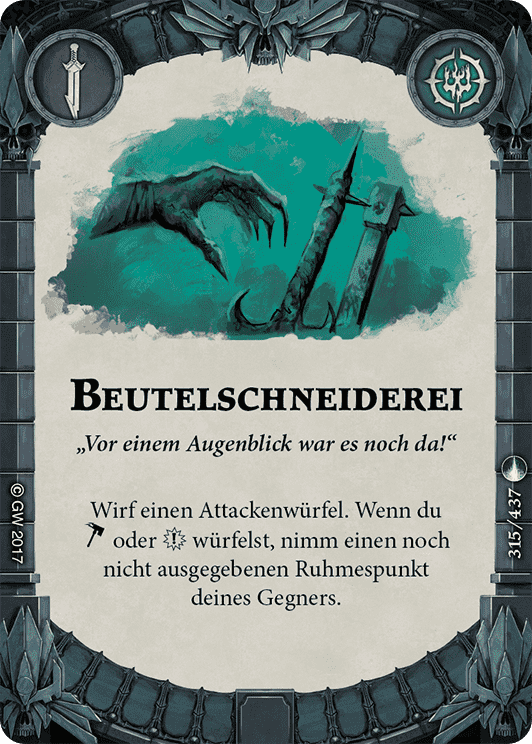 BEUTELSCHNEIDEREI
„Vor einem Augenblick war es noch da!“
Wirf einen Attackenwürfel. Wenn du
oder würfelst, nimm einen noch
nicht ausgegebenen Ruhmespunkt
deines Gegners.
© GW 2017
315/437